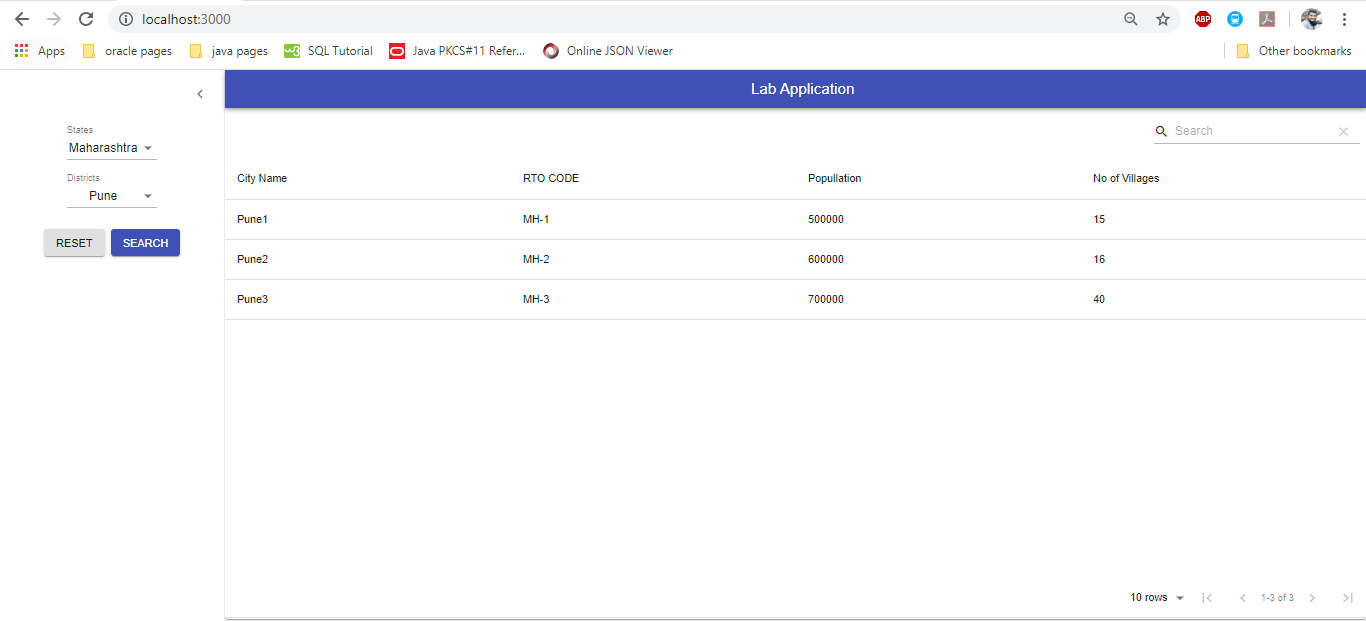 localhost:3000
ABP
Apps oracle pages java pages w3 SQL Tutorial Java PKCS#11 Refer... Online JSON Viewer Other bookmarks
Lab Application
States
Maharashtra
Districts
Pune
RESET SEARCH
Search
City Name RTO CODE Popullation No of Villages
Pune1 MH-1 500000 15
Pune2 MH-2 600000 16
Pune3 MH-3 700000 40
10 rows 1-3 of 3